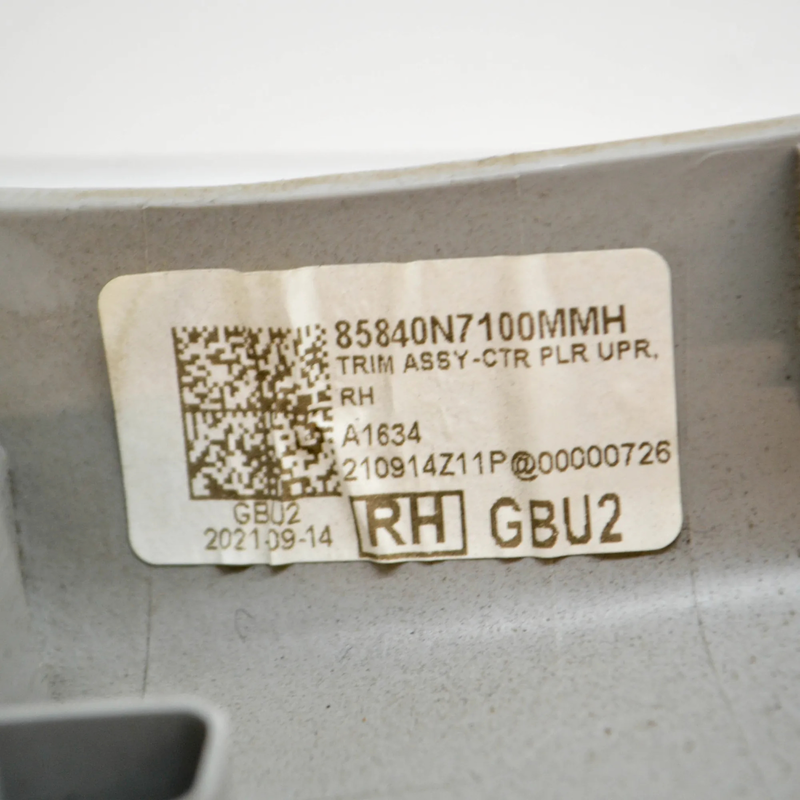 85840N7100MMH
TRIM ASSY-CTR PLR UPR,
RH
A1634
210914Z11P@00000726
GBU2
2021-09-14
RH GBU2